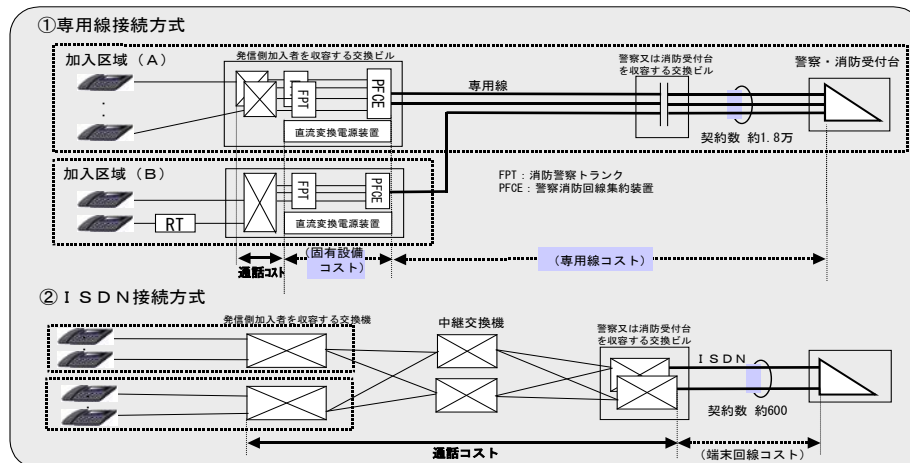 ①専用線接続方式
加入区域（A）
発信側加入者を収容する交換ビル
FPT
PFCE
直流変換電源装置
専用線
警察又は消防受付台
を収容する交換ビル
警察・消防受付台
契約数 約1.8万
加入区域（B）
RT
FPT
PFCE
直流変換電源装置
FPT：消防警察トランク
PFCE：警察消防回線集約装置
通話コスト
（固有設備
コスト）
（専用線コスト）
②ＩＳＤＮ接続方式
発信側加入者を収容する交換機
中継交換機
警察又は消防受付台
を収容する交換ビル
ＩＳＤＮ
契約数 約600
通話コスト
（端末回線コスト）